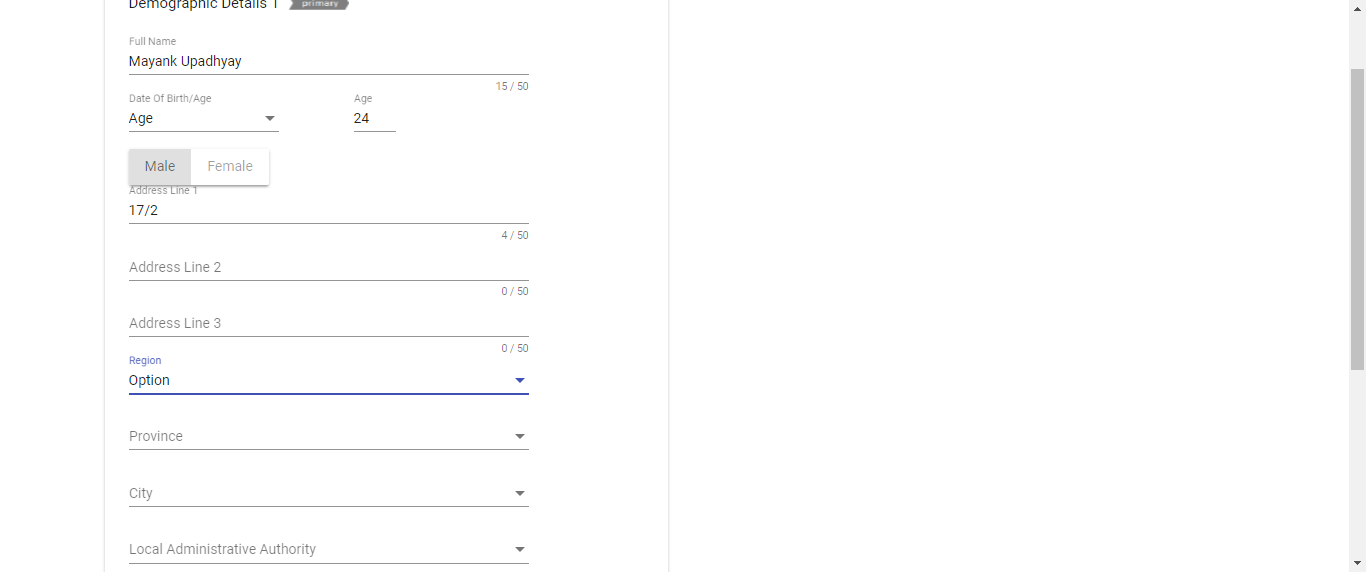 Demographic Details 1 primary
Full Name
Mayank Upadhyay
15 / 50
Date Of Birth/Age Age
Age 24
Male Female
Address Line 1
17/2
4 / 50
Address Line 2
0 / 50
Address Line 3
0 / 50
Region
Option
Province
City
Local Administrative Authority